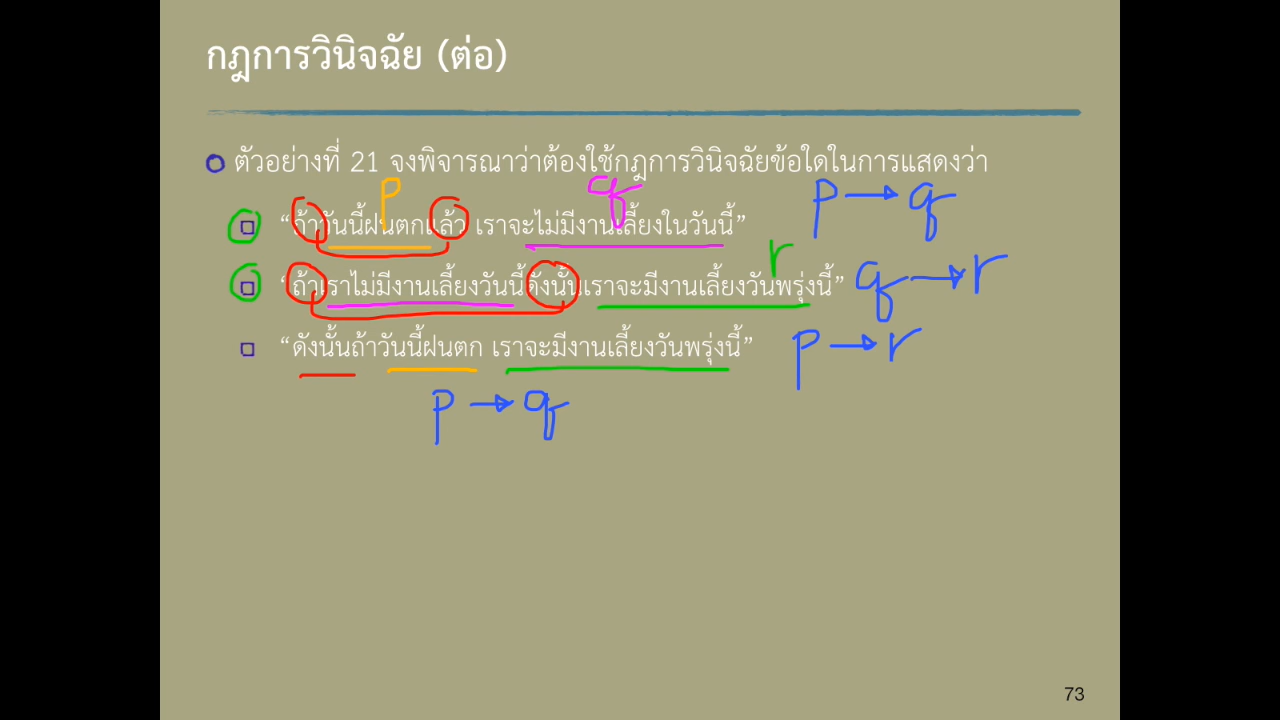 กฎการวินิจฉัย (ต่อ)
ตัวอย่างที่ 21 จงพิจารณาว่าต้องใช้กฎการวินิจฉัยข้อใดในการแสดงว่า
p q p → q
“ถ้าวันนี้ฝนตกแล้ว เราจะไม่มีงานเลี้ยงในวันนี้”
r
“ถ้าเราไม่มีงานเลี้ยงวันนี้ดังนั้นเราจะมีงานเลี้ยงวันพรุ่งนี้” q → r
“ดังนั้นถ้าวันนี้ฝนตก เราจะมีงานเลี้ยงวันพรุ่งนี้” p → r
p → q
73